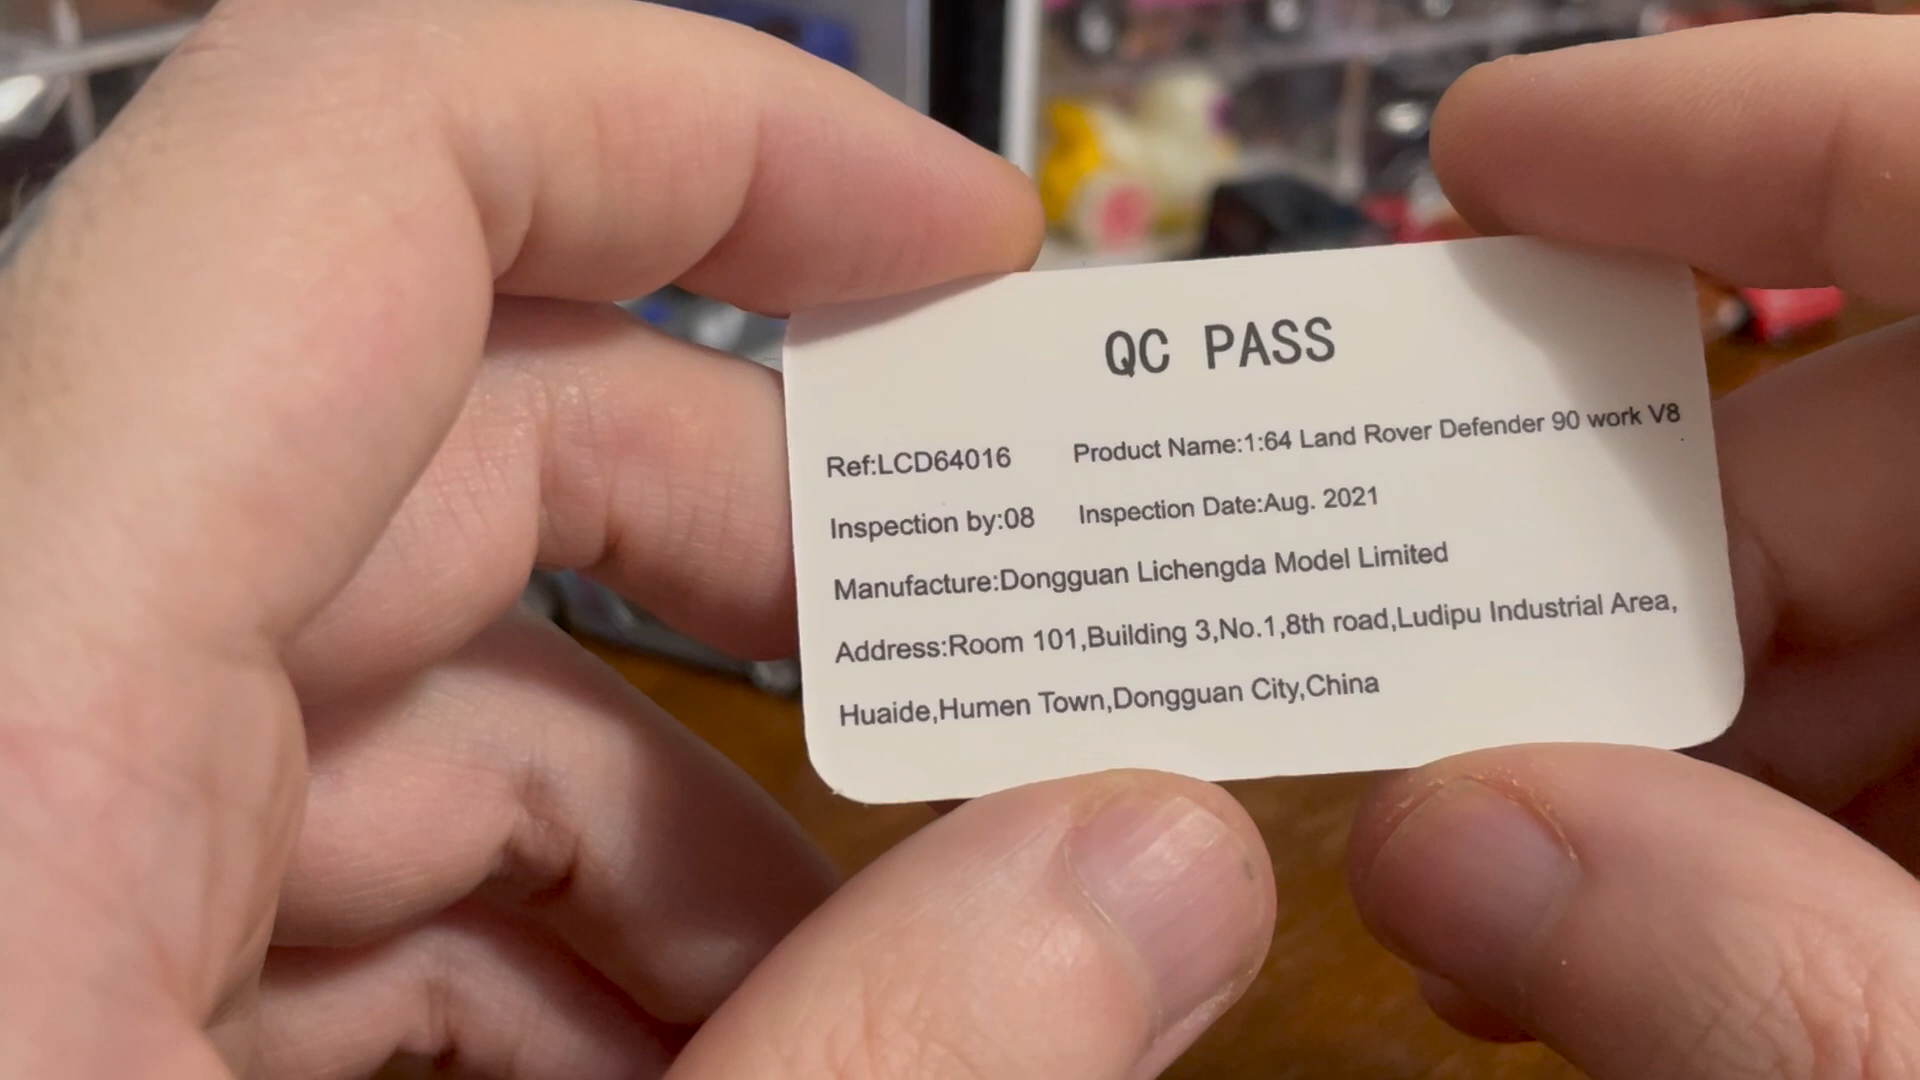 QC PASS
Ref:LCD64016 Product Name:1:64 Land Rover Defender 90 work V8
Inspection by:08 Inspection Date:Aug. 2021
Manufacture:Dongguan Lichengda Model Limited
Address:Room 101,Building 3,No.1,8th road,Ludipu Industrial Area,
Huaide,Humen Town,Dongguan City,China